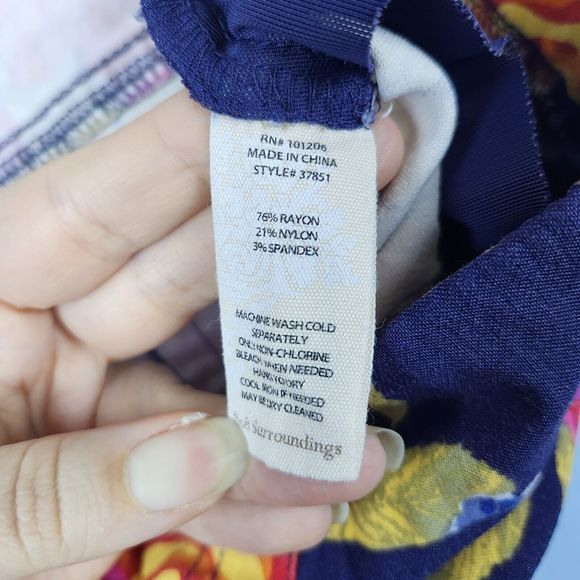 RN# 101206
MADE IN CHINA
STYLE# 37851
76% RAYON
21% NYLON
3% SPANDEX
MACHINE WASH COLD
SEPARATELY
ONLY NON-CHLORINE
BLEACH WHEN NEEDED
HANG TO DRY
COOL IRON IF NEEDED
MAY BE DRY CLEANED
Soft Surroundings